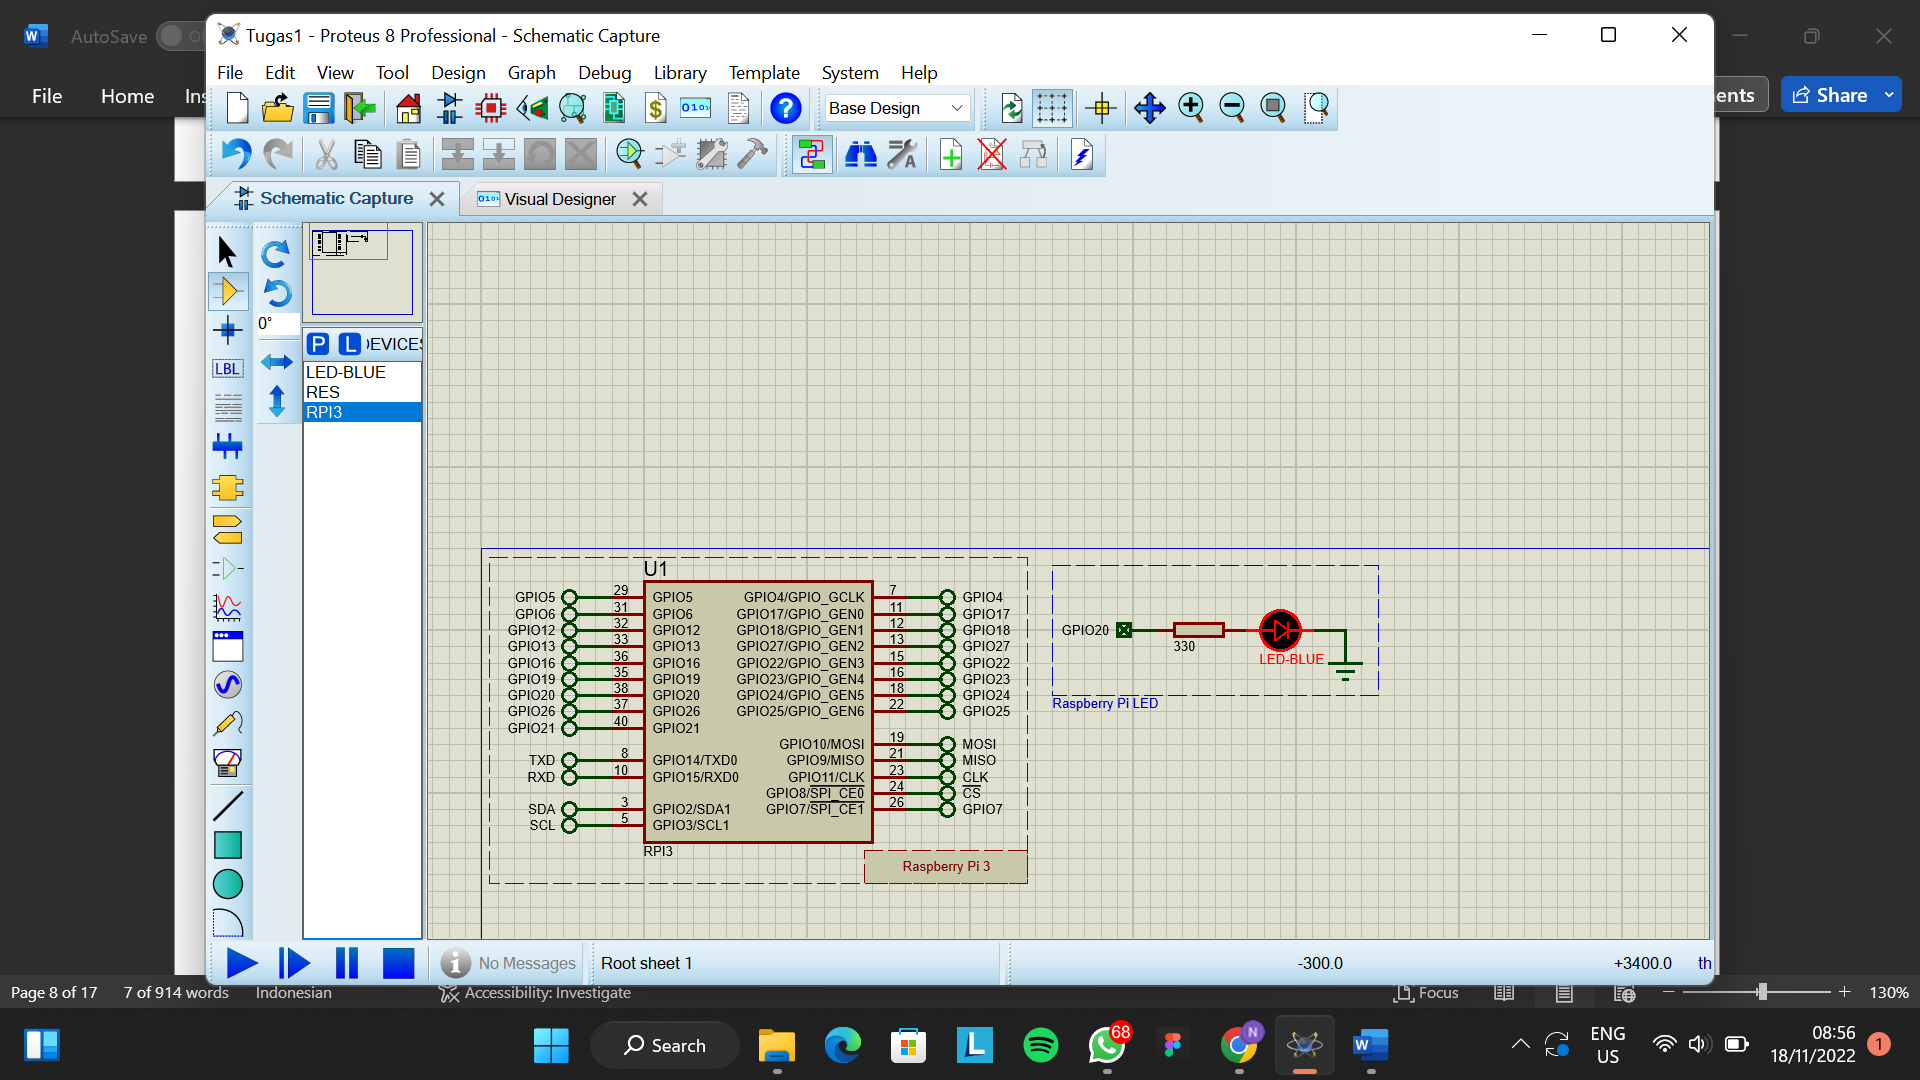 AutoSave
Tugas1 - Proteus 8 Professional - Schematic Capture
File Edit View Tool Design Graph Debug Library Template System Help
File Home Ins
Base Design
ents Share
Schematic Capture
Visual Designer
0°
P L EVICES
LBL
LED-BLUE
RES
RPI3
U1
GPIO5 29 GPIO5 GPIO4/GPIO_GCLK 7 GPIO4
GPIO6 31 GPIO6 GPIO17/GPIO_GEN0 11 GPIO17
GPIO12 32 GPIO12 GPIO18/GPIO_GEN1 12 GPIO18
GPIO13 33 GPIO13 GPIO27/GPIO_GEN2 13 GPIO27
GPIO16 36 GPIO16 GPIO22/GPIO_GEN3 15 GPIO22
GPIO19 35 GPIO19 GPIO23/GPIO_GEN4 16 GPIO23
GPIO20 38 GPIO20 GPIO24/GPIO_GEN5 18 GPIO24
GPIO26 37 GPIO26 GPIO25/GPIO_GEN6 22 GPIO25
GPIO21 40 GPIO21
GPIO10/MOSI 19 MOSI
TXD 8 GPIO14/TXD0 GPIO9/MISO 21 MISO
RXD 10 GPIO15/RXD0 GPIO11/CLK 23 CLK
GPIO8/SPI_CE0 24 CS
SDA 3 GPIO2/SDA1 GPIO7/SPI_CE1 26 GPIO7
SCL 5 GPIO3/SCL1
RPI3
Raspberry Pi 3
GPIO20
330
LED-BLUE
Raspberry Pi LED
No Messages
Root sheet 1
-300.0
+3400.0
th
Page 8 of 17 7 of 914 words Indonesian Accessibility: Investigate Focus 130%
Search
68
N
ENG
US
08:56
18/11/2022
1